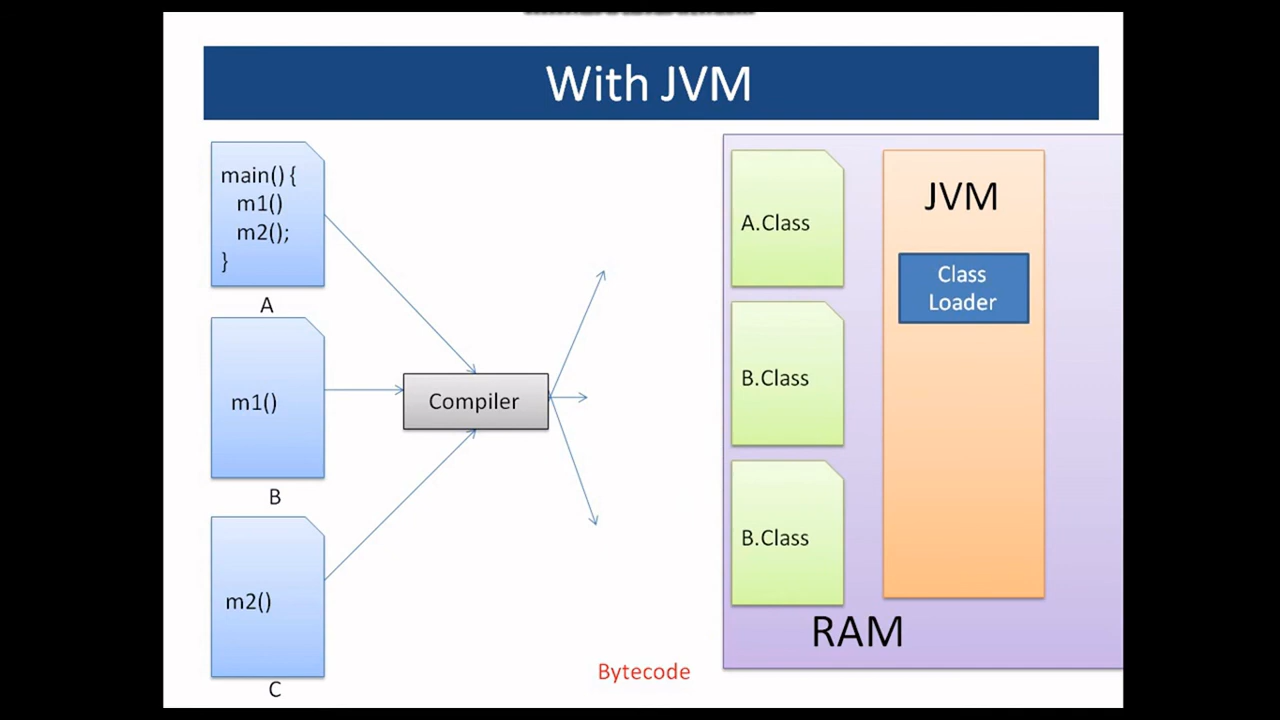 With JVM
main() {
m1()
m2();
}
A
m1()
B
m2()
C
Compiler
Bytecode
A.Class
B.Class
B.Class
JVM
Class
Loader
RAM